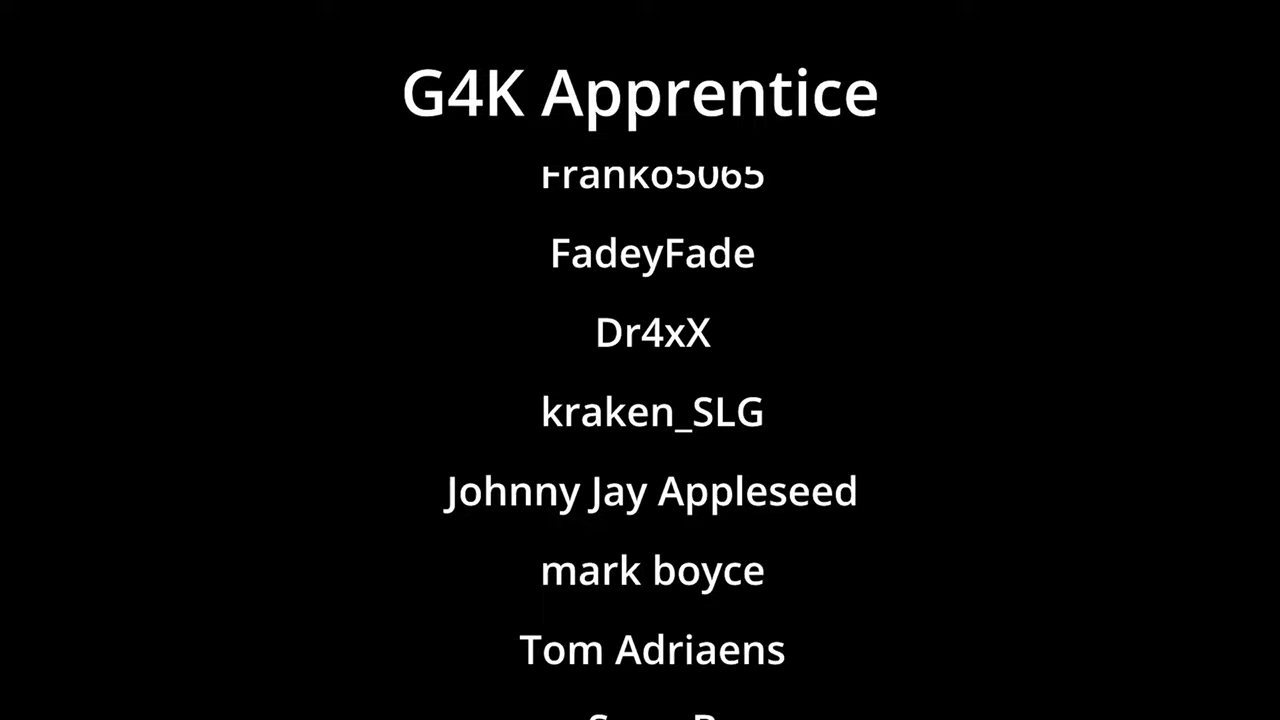 G4K Apprentice
Franko5065
FadeyFade
Dr4xX
kraken_SLG
Johnny Jay Appleseed
mark boyce
Tom Adriaens